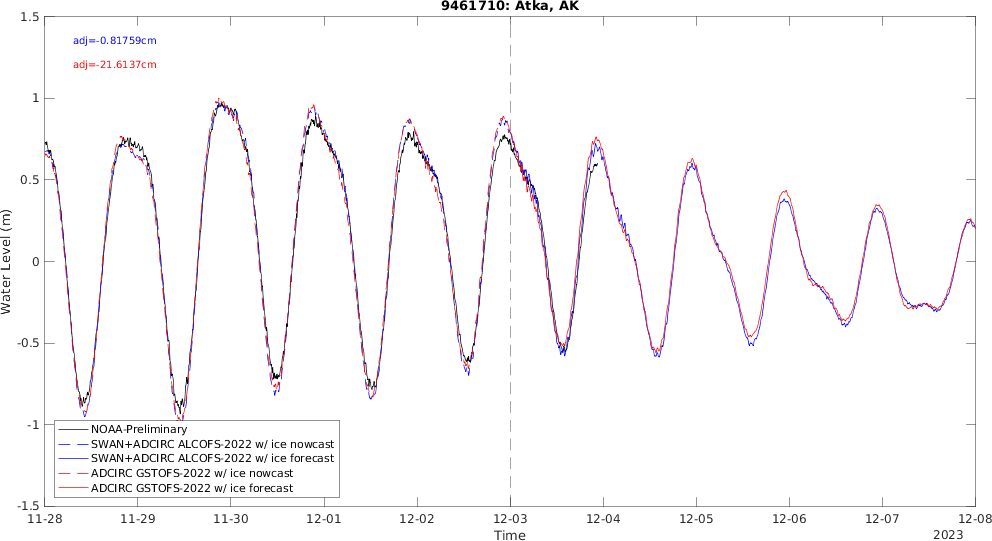 9461710: Atka, AK
adj=-0.81759cm
adj=-21.6137cm
1.5
1
0.5
0
-0.5
-1
-1.5
Water Level (m)
NOAA-Preliminary
SWAN+ADCIRC ALCOFS-2022 w/ ice nowcast
SWAN+ADCIRC ALCOFS-2022 w/ ice forecast
ADCIRC GSTOFS-2022 w/ ice nowcast
ADCIRC GSTOFS-2022 w/ ice forecast
11-28 11-29 11-30 12-01 12-02 12-03 12-04 12-05 12-06 12-07 12-08
Time
2023